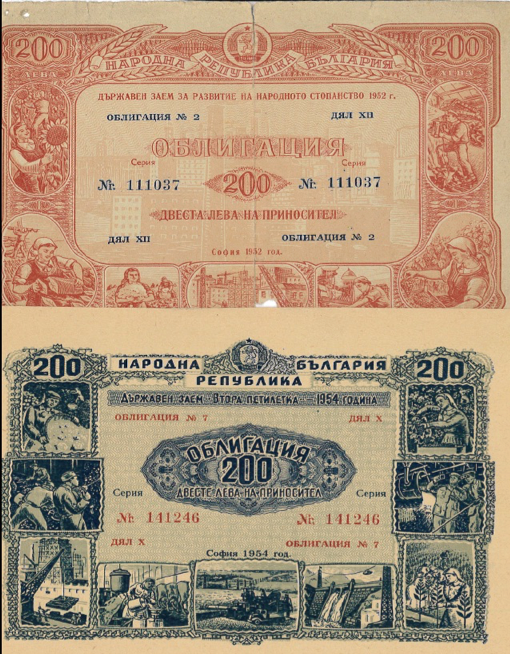 200 200
ЛЕВА ЛЕВА
НАРОДНА РЕПУБЛИКА БЪЛГАРИЯ
ДЪРЖАВЕН ЗАЕМ ЗА РАЗВИТИЕ НА НАРОДНОТО СТОПАНСТВО 1952 г.
ОБЛИГАЦИЯ № 2 ДЯЛ XII
ОБЛИГАЦИЯ
Серия Серия
№: 111037 200 №: 111037
ДВЕСТА ЛЕВА НА ПРИНОСИТЕЛ
ДЯЛ XII ОБЛИГАЦИЯ № 2
София 1952 год.
200 НАРОДНА БЪЛГАРИЯ 200
РЕПУБЛИКА
ДЪРЖАВЕН ЗАЕМ ВТОРА ПЕТИЛЕТКА 1954 ГОДИНА
ОБЛИГАЦИЯ № 7 ДЯЛ X
ОБЛИГАЦИЯ
200
Серия ДВЕСТЕ ЛЕВА НА ПРИНОСИТЕЛ Серия
№: 141246 №: 141246
ДЯЛ X ОБЛИГАЦИЯ № 7
София 1954 год.
200 200